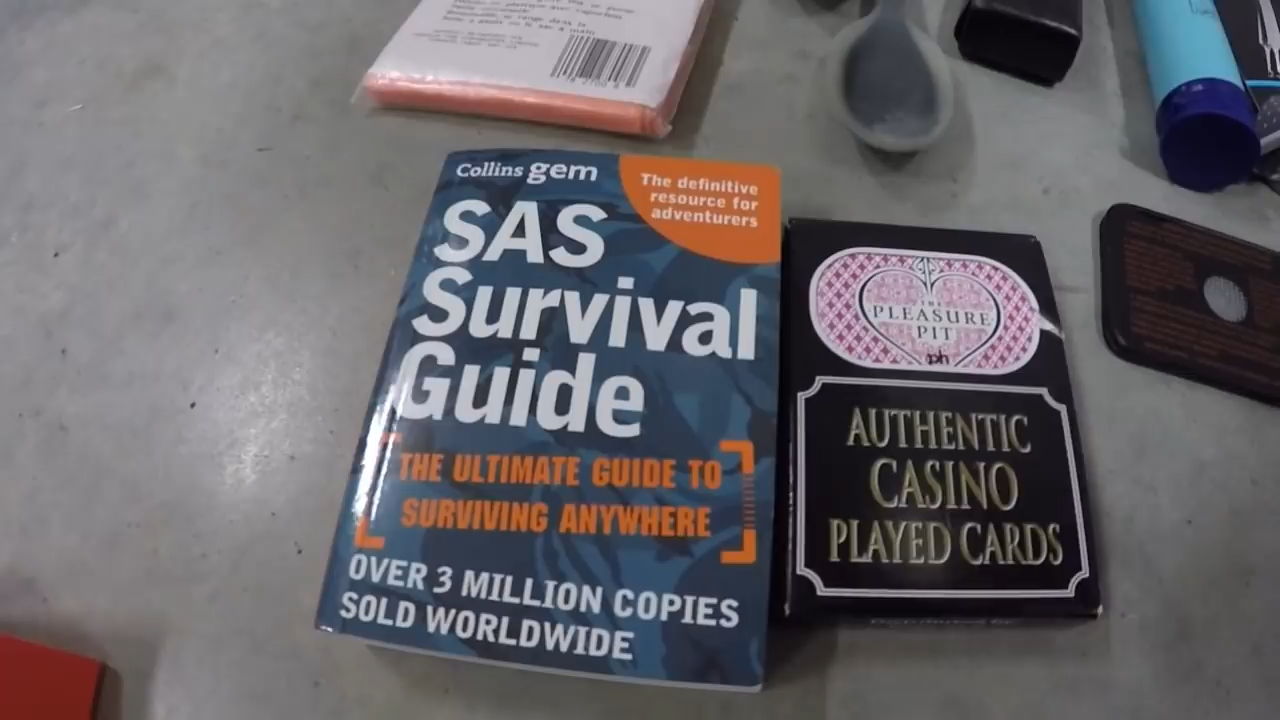 Collins gem
The definitive
resource for
adventurers
SAS
Survival
Guide
THE ULTIMATE GUIDE TO
SURVIVING ANYWHERE
OVER 3 MILLION COPIES
SOLD WORLDWIDE
THE
PLEASURE
PIT
ph
AUTHENTIC
CASINO
PLAYED CARDS